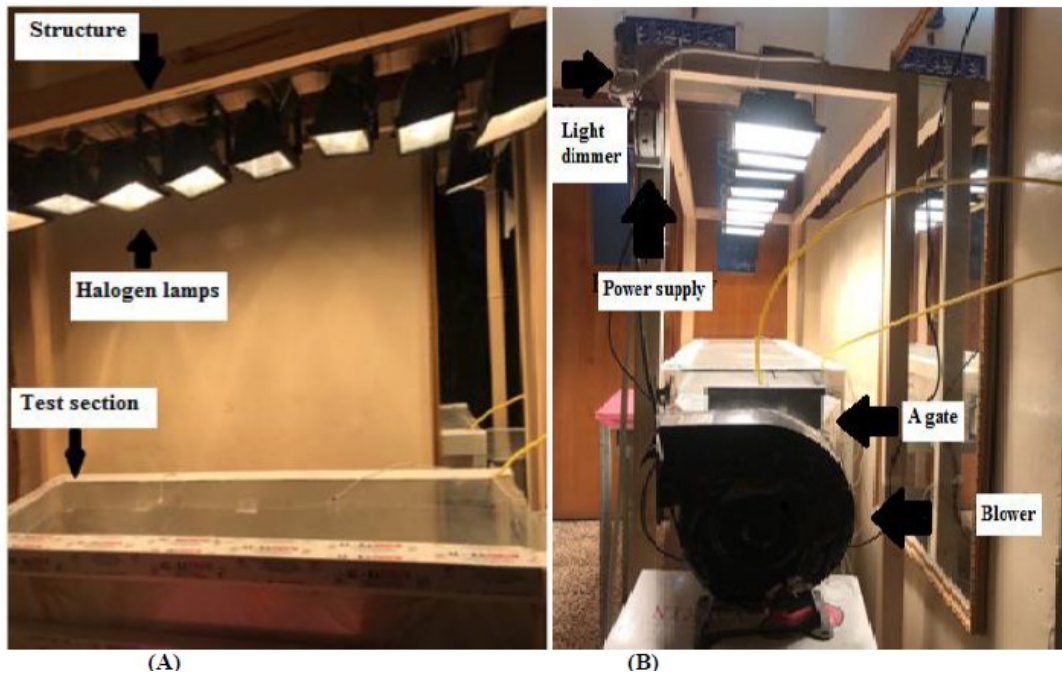 Structure
Halogen lamps
Test section
(A)
Light
dimmer
Power supply
A gate
Blower
(B)